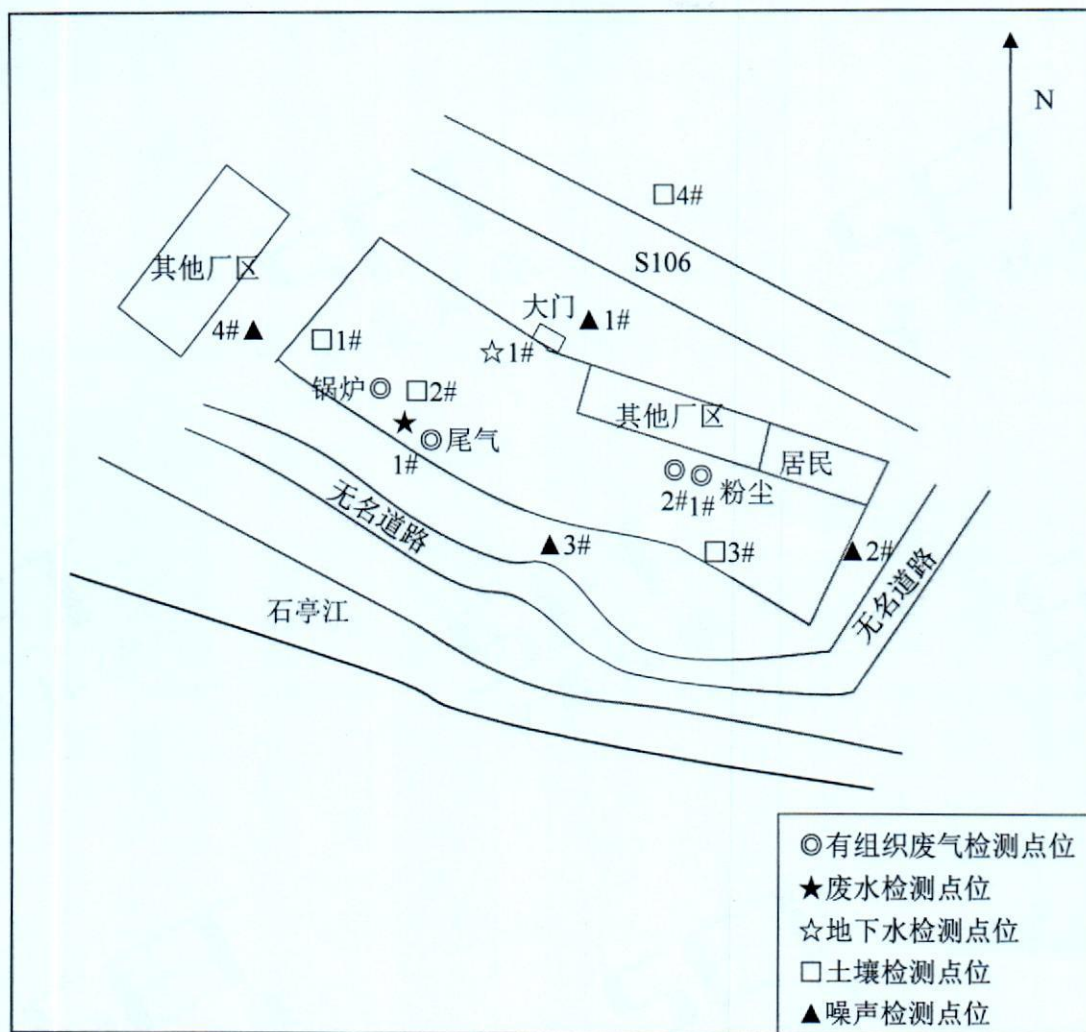 N
□4#
S106
其他厂区
大门
▲1#
4#▲
□1#
☆1#
锅炉◎
□2#
其他厂区
★
◎尾气
居民
1#
◎◎粉尘
2#1#
无名道路
▲3#
□3#
▲2#
无名道路
石亭江
◎有组织废气检测点位
★废水检测点位
☆地下水检测点位
□土壤检测点位
▲噪声检测点位